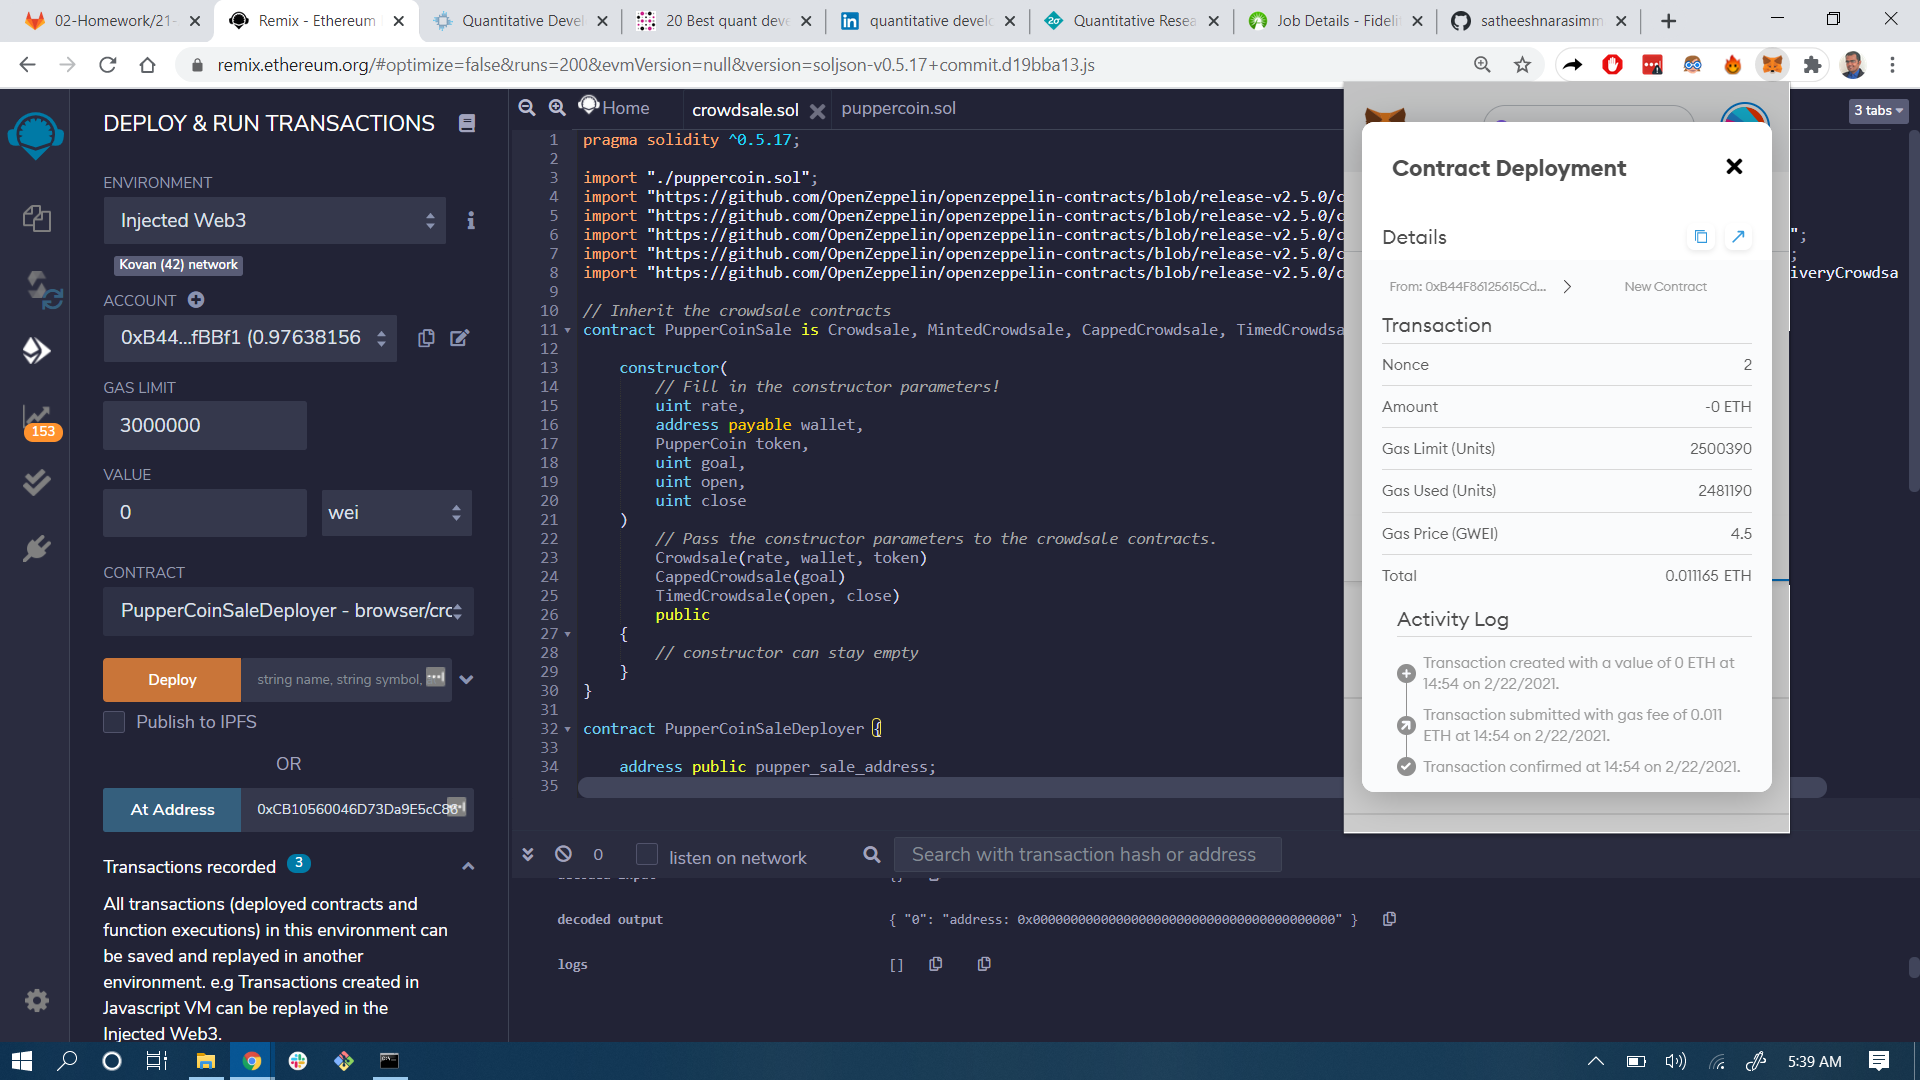 02-Homework/21-
Remix - Ethereum
Quantitative Devel
20 Best quant deve
quantitative develo
Quantitative Resea
Job Details - Fideli
satheeshnarasimm
remix.ethereum.org/#optimize=false&runs=200&evmVersion=null&version=soljson-v0.5.17+commit.d19bba13.js
DEPLOY & RUN TRANSACTIONS
ENVIRONMENT
Injected Web3
Kovan (42) network
ACCOUNT
0xB44...fBBf1 (0.97638156
GAS LIMIT
3000000
153
VALUE
0
wei
CONTRACT
PupperCoinSaleDeployer - browser/crc
Deploy
string name, string symbol,
Publish to IPFS
OR
At Address
0xCB10560046D73Da9E5cC86
Transactions recorded 3
All transactions (deployed contracts and
function executions) in this environment can
be saved and replayed in another
environment. e.g Transactions created in
Javascript VM can be replayed in the
Injected Web3.
Home
crowdsale.sol
puppercoin.sol
3 tabs
1 pragma solidity ^0.5.17;
2
3 import "./puppercoin.sol";
4 import "https://github.com/OpenZeppelin/openzeppelin-contracts/blob/release-v2.5.0/c
5 import "https://github.com/OpenZeppelin/openzeppelin-contracts/blob/release-v2.5.0/c
6 import "https://github.com/OpenZeppelin/openzeppelin-contracts/blob/release-v2.5.0/c ";
7 import "https://github.com/OpenZeppelin/openzeppelin-contracts/blob/release-v2.5.0/c ;
8 import "https://github.com/OpenZeppelin/openzeppelin-contracts/blob/release-v2.5.0/c iveryCrowdsa
9
10 // Inherit the crowdsale contracts
11 contract PupperCoinSale is Crowdsale, MintedCrowdsale, CappedCrowdsale, TimedCrowdsa
12
13 constructor(
14 // Fill in the constructor parameters!
15 uint rate,
16 address payable wallet,
17 PupperCoin token,
18 uint goal,
19 uint open,
20 uint close
21 )
22 // Pass the constructor parameters to the crowdsale contracts.
23 Crowdsale(rate, wallet, token)
24 CappedCrowdsale(goal)
25 TimedCrowdsale(open, close)
26 public
27 {
28 // constructor can stay empty
29 }
30 }
31
32 contract PupperCoinSaleDeployer {
33
34 address public pupper_sale_address;
35
0
listen on network
Search with transaction hash or address
decoded output { "0": "address: 0x0000000000000000000000000000000000000000" }
logs []
Contract Deployment
Details
From: 0xB44F86125615Cd...
New Contract
Transaction
Nonce 2
Amount -0 ETH
Gas Limit (Units) 2500390
Gas Used (Units) 2481190
Gas Price (GWEI) 4.5
Total 0.011165 ETH
Activity Log
Transaction created with a value of 0 ETH at
14:54 on 2/22/2021.
Transaction submitted with gas fee of 0.011
ETH at 14:54 on 2/22/2021.
Transaction confirmed at 14:54 on 2/22/2021.
5:39 AM